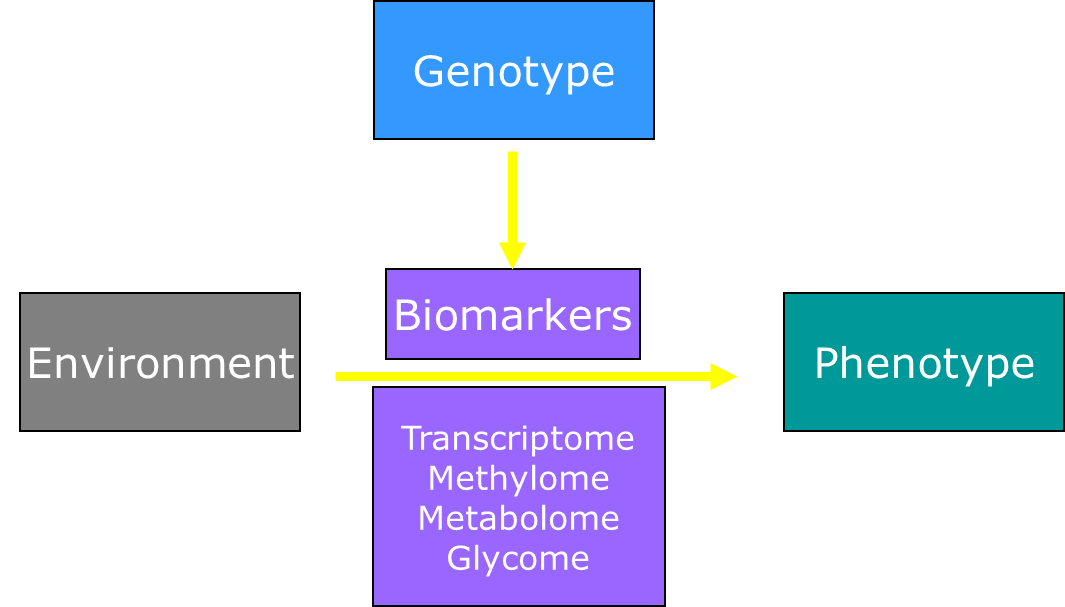 Genotype
Biomarkers
Environment
Phenotype
Transcriptome
Methylome
Metabolome
Glycome